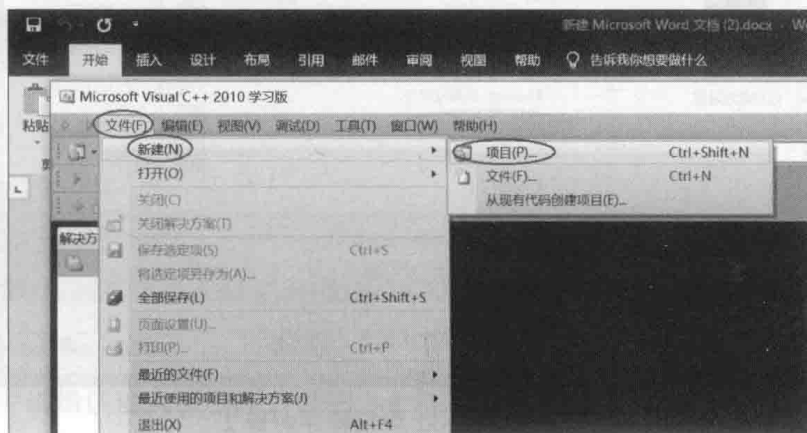 新建 Microsoft Word 文档 (2).docx - Wo
文件 开始 插入 设计 布局 引用 邮件 审阅 视图 帮助 告诉我你想要做什么
Microsoft Visual C++ 2010 学习版
粘贴
文件(F) 编辑(E) 视图(V) 调试(D) 工具(T) 窗口(W) 帮助(H)
新建(N)
项目(P)... Ctrl+Shift+N
打开(O)
文件(F)... Ctrl+N
关闭(C)
从现有代码创建项目(E)...
关闭解决方案(T)
解决方
保存选定项(S) Ctrl+S
将选定项另存为(A)...
全部保存(L) Ctrl+Shift+S
页面设置(U)...
打印(P)... Ctrl+P
最近的文件(F)
最近使用的项目和解决方案(J)
退出(X) Alt+F4